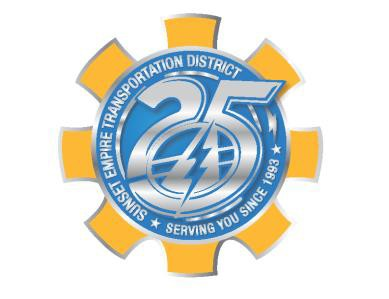 SUNSET EMPIRE TRANSPORTATION DISTRICT
25
★ SERVING YOU SINCE 1993 ★